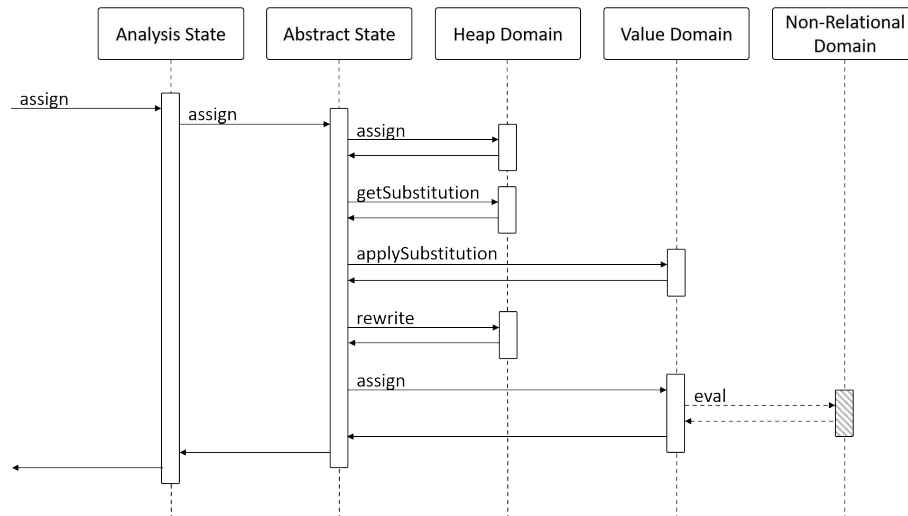 Analysis State
Abstract State
Heap Domain
Value Domain
Non-Relational
Domain
assign
assign
assign
getSubstitution
applySubstitution
rewrite
assign
eval